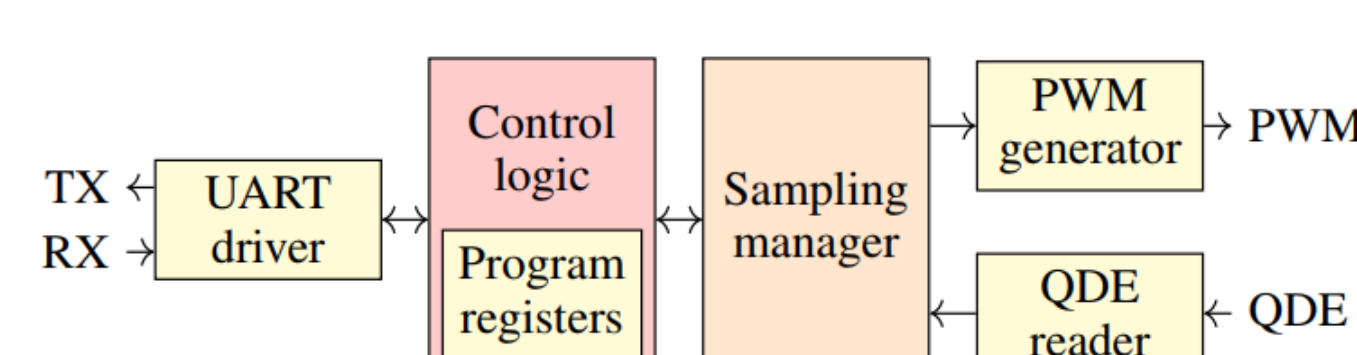 TX
RX
UART
driver
Control
logic
Program
registers
Sampling
manager
PWM
generator
PWM
QDE
reader
QDE